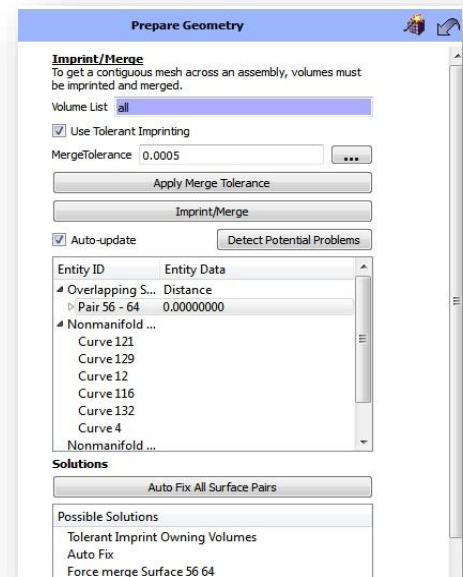 Prepare Geometry
Imprint/Merge
To get a contiguous mesh across an assembly, volumes must
be imprinted and merged.
Volume List all
Use Tolerant Imprinting
MergeTolerance 0.0005 ...
Apply Merge Tolerance
Imprint/Merge
Auto-update Detect Potential Problems
Entity ID Entity Data
Overlapping S... Distance
Pair 56 - 64 0.00000000
Nonmanifold ...
Curve 121
Curve 129
Curve 12
Curve 116
Curve 132
Curve 4
Nonmanifold ...
Solutions
Auto Fix All Surface Pairs
Possible Solutions
Tolerant Imprint Owning Volumes
Auto Fix
Force merge Surface 56 64